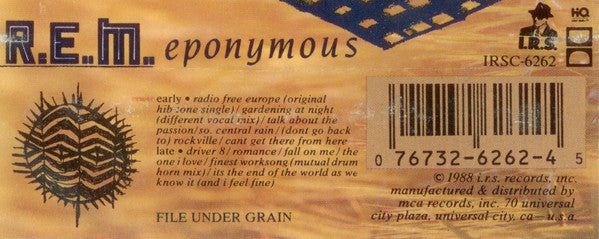 R.E.M. eponymous
I.R.S.
HQ
IRSC-6262
early • radio free europe (original
hib tone single) / gardening at night
(different vocal mix) / talk about the
passion / so. central rain / (dont go back
to) rockville / cant get there from here
late • driver 8 / romance / fall on me / the
one i love / finest worksong (mutual drum
horn mix) / its the end of the world as we
know it (and i feel fine)
FILE UNDER GRAIN
0 76732-6262-4 5
©1988 i.r.s. records, inc.
manufactured & distributed by
mca records, inc. 70 universal
city plaza, universal city, ca — u.s.a.